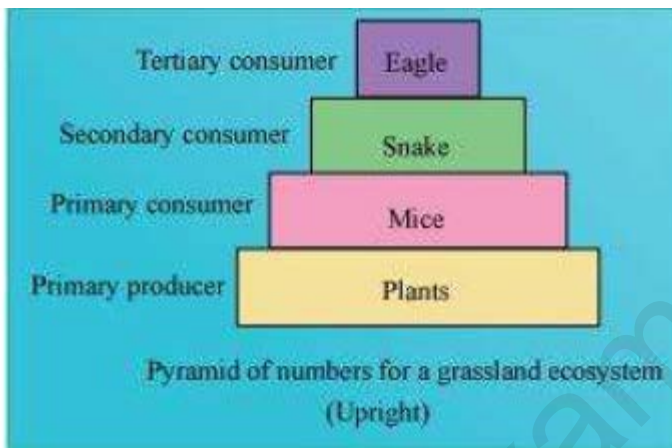 Tertiary consumer Eagle
Secondary consumer Snake
Primary consumer Mice
Primary producer Plants
Pyramid of numbers for a grassland ecosystem
(Upright)